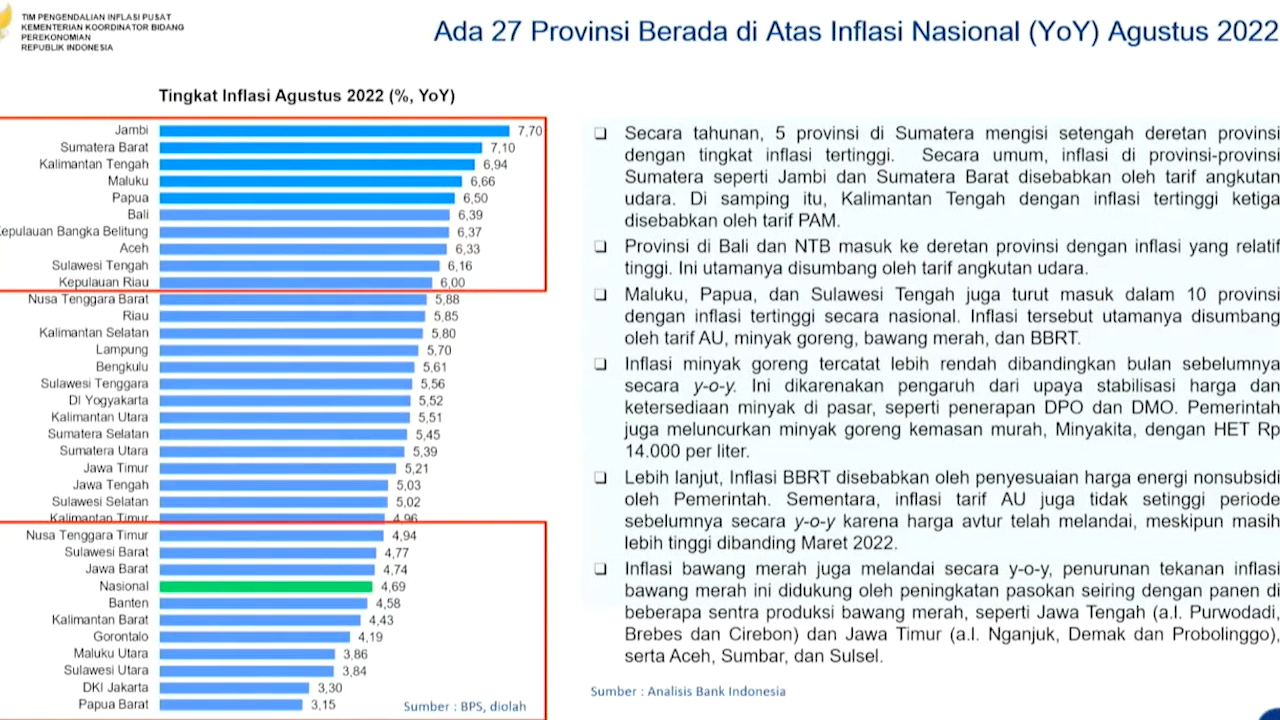 TIM PENGENDALIAN INFLASI PUSAT
KEMENTERIAN KOORDINATOR BIDANG
PEREKONOMIAN
REPUBLIK INDONESIA
Ada 27 Provinsi Berada di Atas Inflasi Nasional (YoY) Agustus 2022
Tingkat Inflasi Agustus 2022 (%, YoY)
Jambi 7,70
Sumatera Barat 7,10
Kalimantan Tengah 6,94
Maluku 6,66
Papua 6,50
Bali 6,39
Kepulauan Bangka Belitung 6,37
Aceh 6,33
Sulawesi Tengah 6,16
Kepulauan Riau 6,00
Nusa Tenggara Barat 5,88
Riau 5,85
Kalimantan Selatan 5,80
Lampung 5,70
Bengkulu 5,61
Sulawesi Tenggara 5,56
DI Yogyakarta 5,52
Kalimantan Utara 5,51
Sumatera Selatan 5,45
Sumatera Utara 5,39
Jawa Timur 5,21
Jawa Tengah 5,03
Sulawesi Selatan 5,02
Kalimantan Timur 4,96
Nusa Tenggara Timur 4,94
Sulawesi Barat 4,77
Jawa Barat 4,74
Nasional 4,69
Banten 4,58
Kalimantan Barat 4,43
Gorontalo 4,19
Maluku Utara 3,86
Sulawesi Utara 3,84
DKI Jakarta 3,30
Papua Barat 3,15
Sumber : BPS, diolah
❑ Secara tahunan, 5 provinsi di Sumatera mengisi setengah deretan provinsi
dengan tingkat inflasi tertinggi. Secara umum, inflasi di provinsi-provinsi
Sumatera seperti Jambi dan Sumatera Barat disebabkan oleh tarif angkutan
udara. Di samping itu, Kalimantan Tengah dengan inflasi tertinggi ketiga
disebabkan oleh tarif PAM.
❑ Provinsi di Bali dan NTB masuk ke deretan provinsi dengan inflasi yang relatif
tinggi. Ini utamanya disumbang oleh tarif angkutan udara.
❑ Maluku, Papua, dan Sulawesi Tengah juga turut masuk dalam 10 provinsi
dengan inflasi tertinggi secara nasional. Inflasi tersebut utamanya disumbang
oleh tarif AU, minyak goreng, bawang merah, dan BBRT.
❑ Inflasi minyak goreng tercatat lebih rendah dibandingkan bulan sebelumnya
secara y-o-y. Ini dikarenakan pengaruh dari upaya stabilisasi harga dan
ketersediaan minyak di pasar, seperti penerapan DPO dan DMO. Pemerintah
juga meluncurkan minyak goreng kemasan murah, Minyakita, dengan HET Rp
14.000 per liter.
❑ Lebih lanjut, Inflasi BBRT disebabkan oleh penyesuaian harga energi nonsubsidi
oleh Pemerintah. Sementara, inflasi tarif AU juga tidak setinggi periode
sebelumnya secara y-o-y karena harga avtur telah melandai, meskipun masih
lebih tinggi dibanding Maret 2022.
❑ Inflasi bawang merah juga melandai secara y-o-y, penurunan tekanan inflasi
bawang merah ini didukung oleh peningkatan pasokan seiring dengan panen di
beberapa sentra produksi bawang merah, seperti Jawa Tengah (a.l. Purwodadi,
Brebes dan Cirebon) dan Jawa Timur (a.l. Nganjuk, Demak dan Probolinggo),
serta Aceh, Sumbar, dan Sulsel.
Sumber : Analisis Bank Indonesia